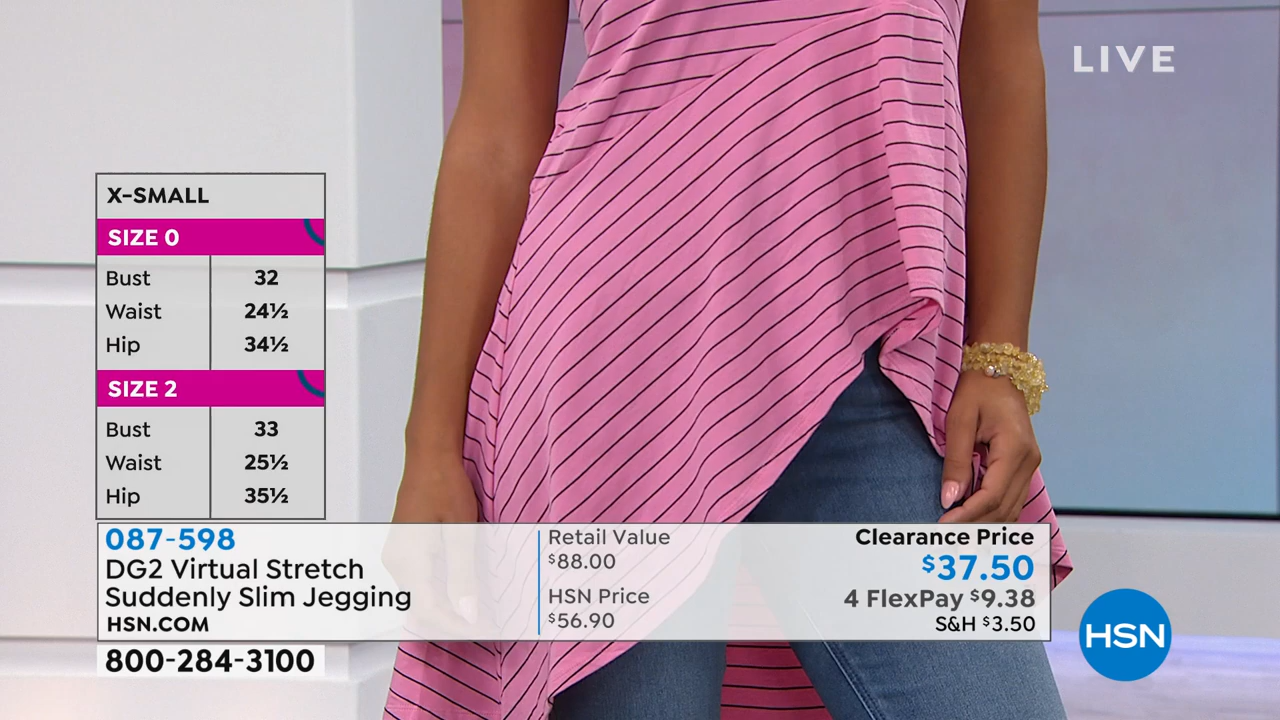 LIVE
X-SMALL
SIZE 0
Bust 32
Waist 24½
Hip 34½
SIZE 2
Bust 33
Waist 25½
Hip 35½
087-598
DG2 Virtual Stretch
Suddenly Slim Jegging
HSN.COM
Retail Value
$88.00
HSN Price
$56.90
Clearance Price
$37.50
4 FlexPay $9.38
S&H $3.50
800-284-3100
HSN